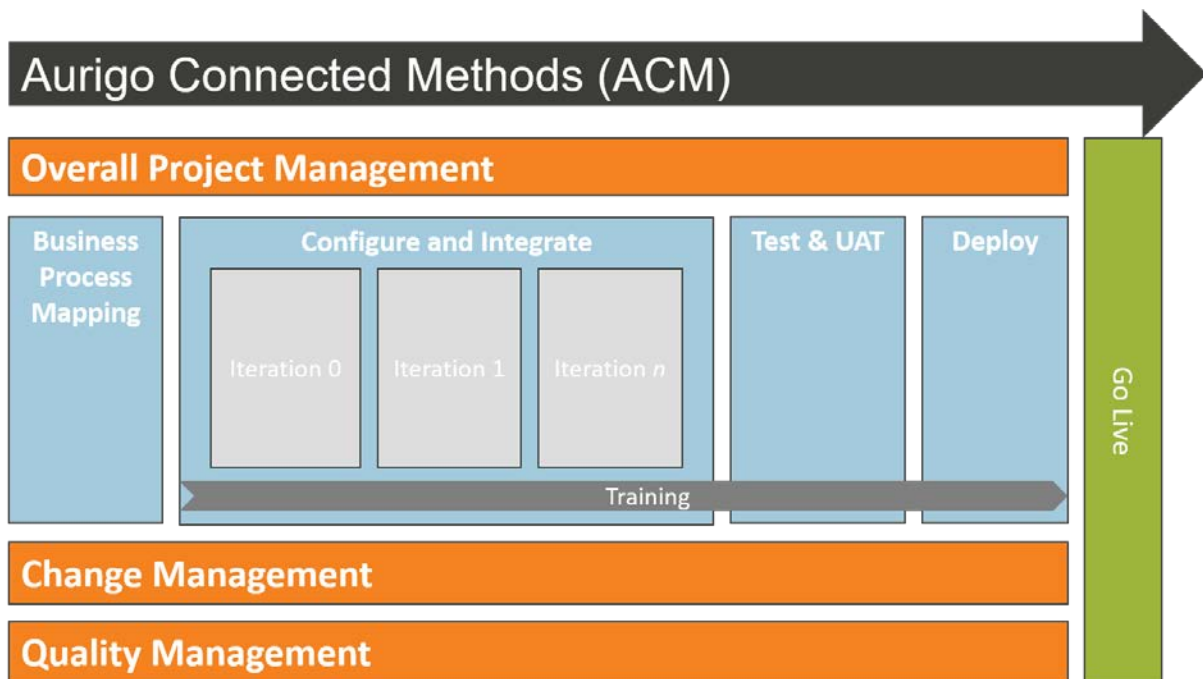 Aurigo Connected Methods (ACM)
Overall Project Management
Business
Process
Mapping
Configure and Integrate
Iteration 0
Iteration 1
Iteration n
Test & UAT
Deploy
Training
Go Live
Change Management
Quality Management